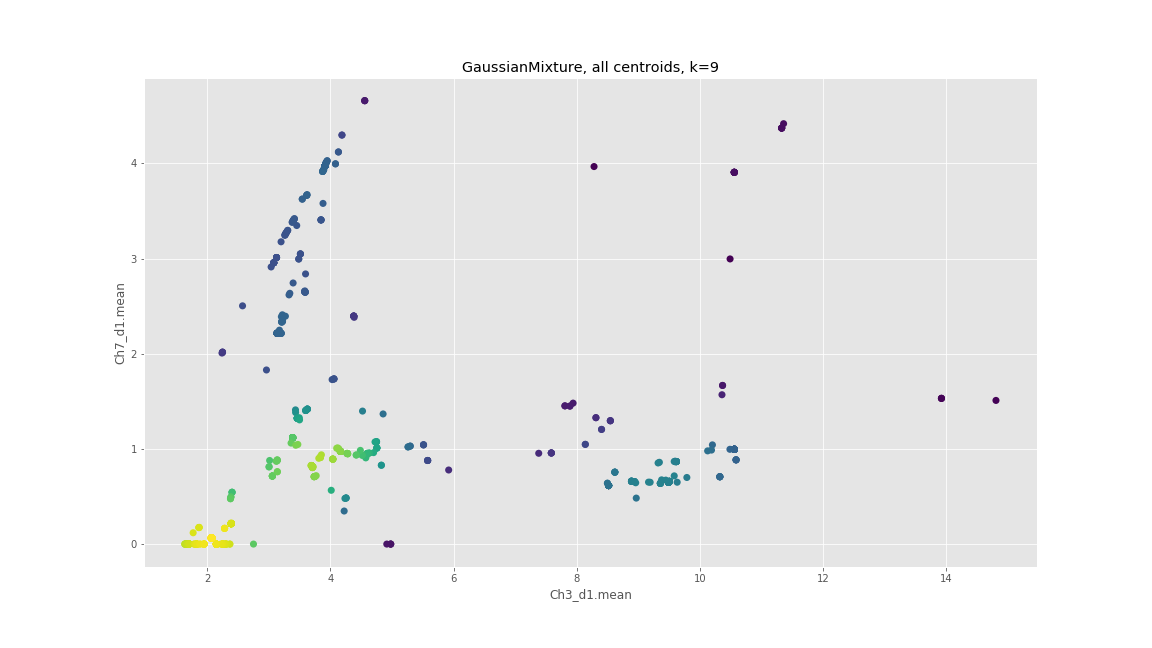 GaussianMixture, all centroids, k=9
4
3
2
1
0
Ch7_d1.mean
2 4 6 8 10 12 14
Ch3_d1.mean